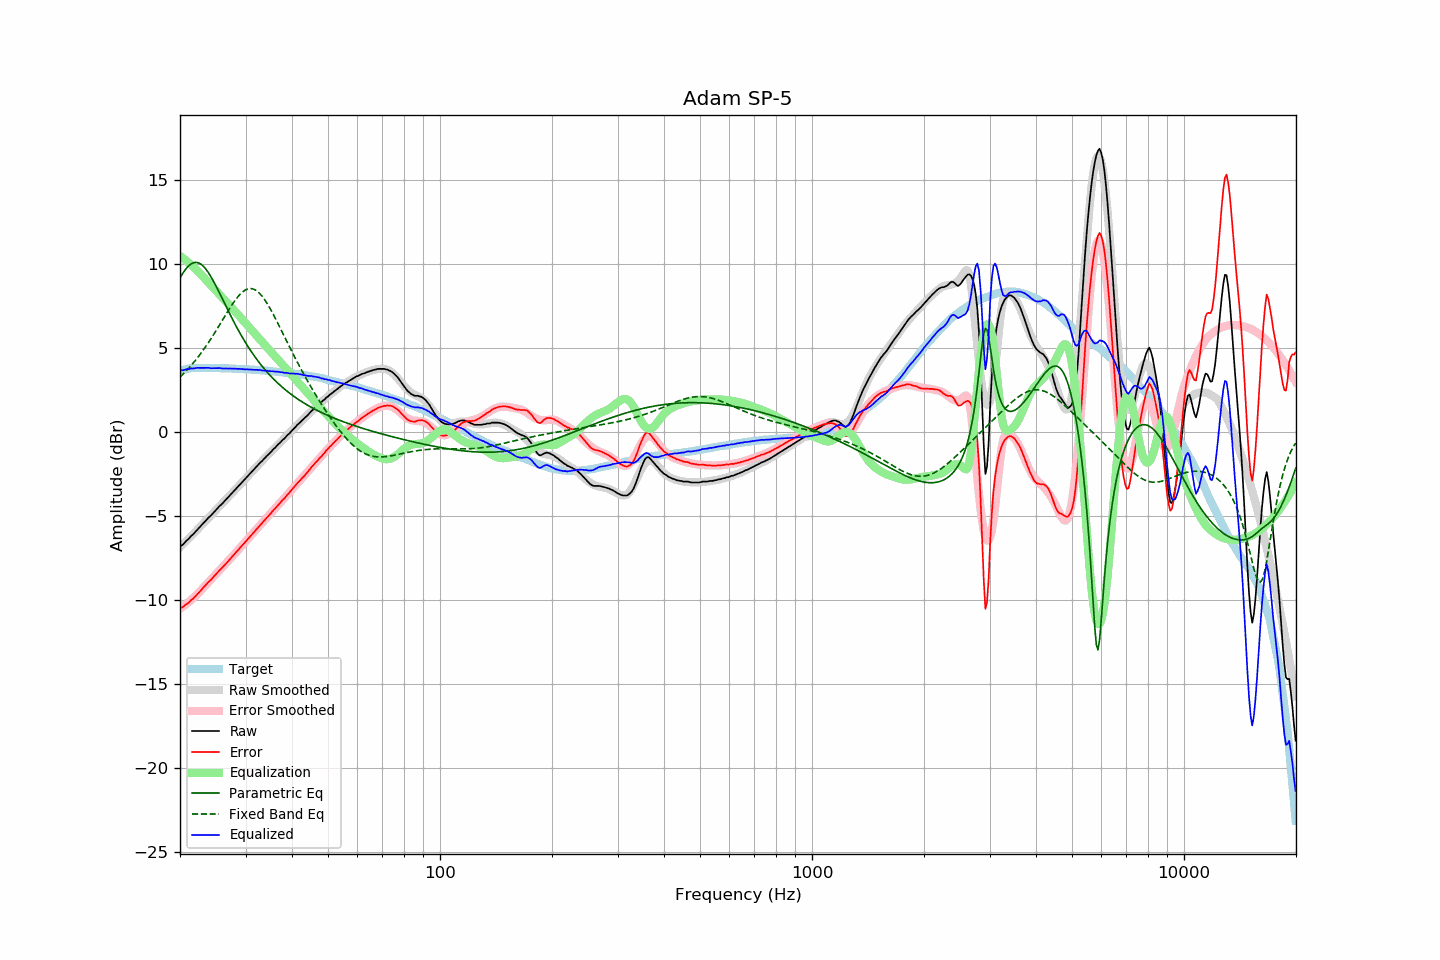 Adam SP-5
Amplitude (dBr)
15
10
5
0
−5
−10
−15
−20
−25
Target
Raw Smoothed
Error Smoothed
Raw
Error
Equalization
Parametric Eq
Fixed Band Eq
Equalized
100
1000
10000
Frequency (Hz)